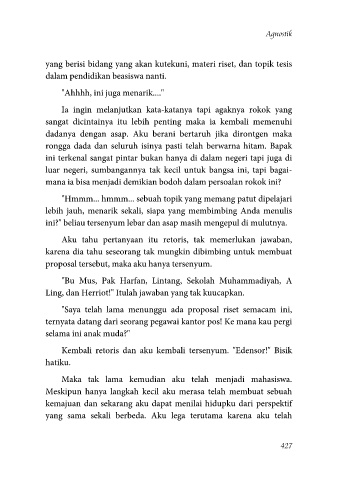 Agnostik
yang berisi bidang yang akan kutekuni, materi riset, dan topik tesis
dalam pendidikan beasiswa nanti.
"Ahhhh, ini juga menarik...."
Ia ingin melanjutkan kata-katanya tapi agaknya rokok yang
sangat dicintainya itu lebih penting maka ia kembali memenuhi
dadanya dengan asap. Aku berani bertaruh jika dirontgen maka
rongga dada dan seluruh isinya pasti telah berwarna hitam. Bapak
ini terkenal sangat pintar bukan hanya di dalam negeri tapi juga di
luar negeri, sumbangannya tak kecil untuk bangsa ini, tapi bagai-
mana ia bisa menjadi demikian bodoh dalam persoalan rokok ini?
"Hmmm... hmmm... sebuah topik yang memang patut dipelajari
lebih jauh, menarik sekali, siapa yang membimbing Anda menulis
ini?" beliau tersenyum lebar dan asap masih mengepul di mulutnya.
Aku tahu pertanyaan itu retoris, tak memerlukan jawaban,
karena dia tahu seseorang tak mungkin dibimbing untuk membuat
proposal tersebut, maka aku hanya tersenyum.
"Bu Mus, Pak Harfan, Lintang, Sekolah Muhammadiyah, A
Ling, dan Herriot!" Itulah jawaban yang tak kuucapkan.
"Saya telah lama menunggu ada proposal riset semacam ini,
ternyata datang dari seorang pegawai kantor pos! Ke mana kau pergi
selama ini anak muda?"
Kembali retoris dan aku kembali tersenyum. "Edensor!" Bisik
hatiku.
Maka tak lama kemudian aku telah menjadi mahasiswa.
Meskipun hanya langkah kecil aku merasa telah membuat sebuah
kemajuan dan sekarang aku dapat menilai hidupku dari perspektif
yang sama sekali berbeda. Aku lega terutama karena aku telah
427